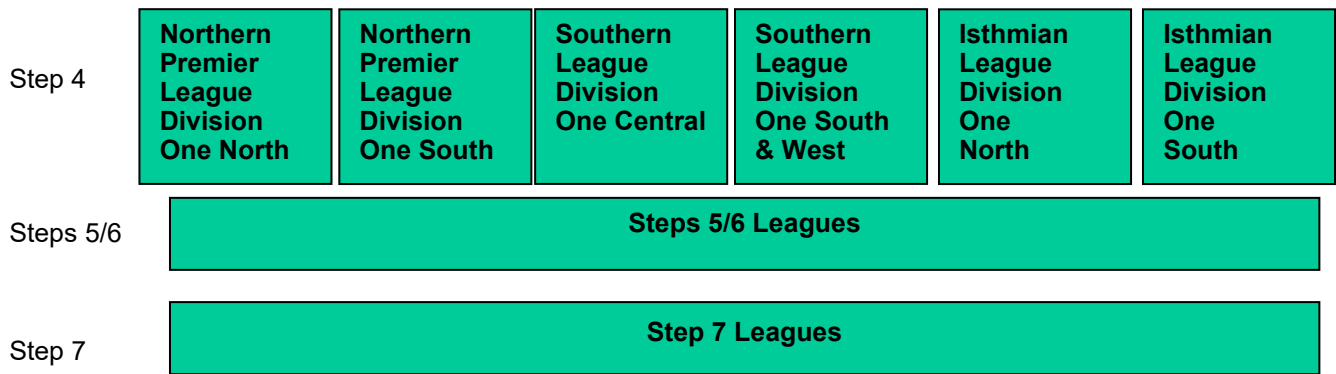 Step 4
Northern
Premier
League
Division
One North
Northern
Premier
League
Division
One South
Southern
League
Division
One Central
Southern
League
Division
One South
& West
Isthmian
League
Division
One
North
Isthmian
League
Division
One
South
Steps 5/6
Steps 5/6 Leagues
Step 7
Step 7 Leagues